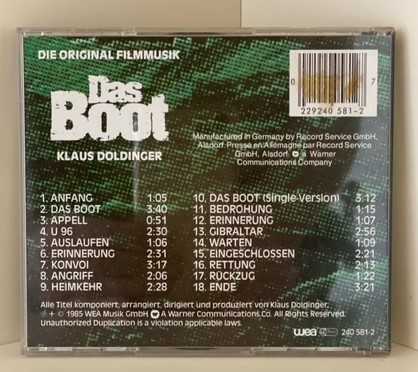 DIE ORIGINAL FILMMUSIK
Das
Boot
KLAUS DOLDINGER
0 7
229240 581-2
Manufactured in Germany by Record Service GmbH,
Alsdorf. Pressé en Allemagne par Record Service
GmbH, Alsdorf. a Warner
Communications Company
1. ANFANG 1:05
2. DAS BOOT 3:40
3. APPELL 0:51
4. U 96 2:30
5. AUSLAUFEN 1:06
6. ERINNERUNG 2:31
7. KONVOI 3:17
8. ANGRIFF 2:06
9. HEIMKEHR 2:28
10. DAS BOOT (Single Version) 3:12
11. BEDROHUNG 1:15
12. ERINNERUNG 1:07
13. GIBRALTAR 2:56
14. WARTEN 1:09
15. EINGESCHLOSSEN 2:21
16. RETTUNG 2:13
17. RÜCKZUG 1:22
18. ENDE 3:21
Alle Titel komponiert, arrangiert, dirigiert und produziert von Klaus Doldinger.
℗ + © 1985 WEA Musik GmbH A Warner Communications Co. All Rights Reserved.
Unauthorized Duplication is a violation applicable laws.
wea 240 581-2